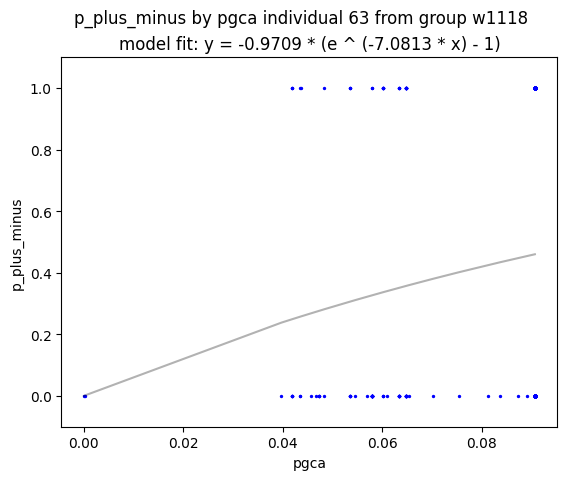 p_plus_minus by pgca individual 63 from group w1118
model fit: y = -0.9709 * (e ^ (-7.0813 * x) - 1)
1.0
0.8
0.6
0.4
0.2
0.0
p_plus_minus
0.00 0.02 0.04 0.06 0.08
pgca